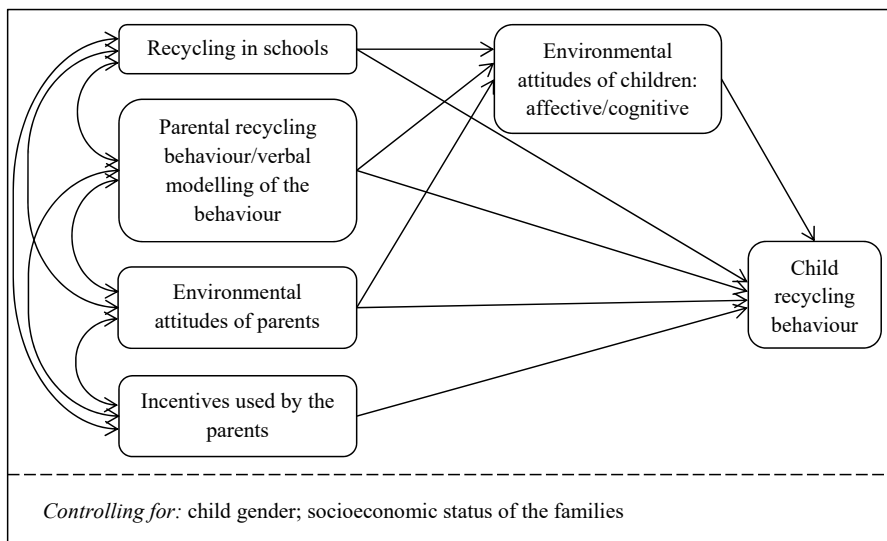 Recycling in schools
Parental recycling
behaviour/verbal
modelling of the
behaviour
Environmental
attitudes of parents
Incentives used by the
parents
Environmental
attitudes of children:
affective/cognitive
Child
recycling
behaviour
Controlling for: child gender; socioeconomic status of the families